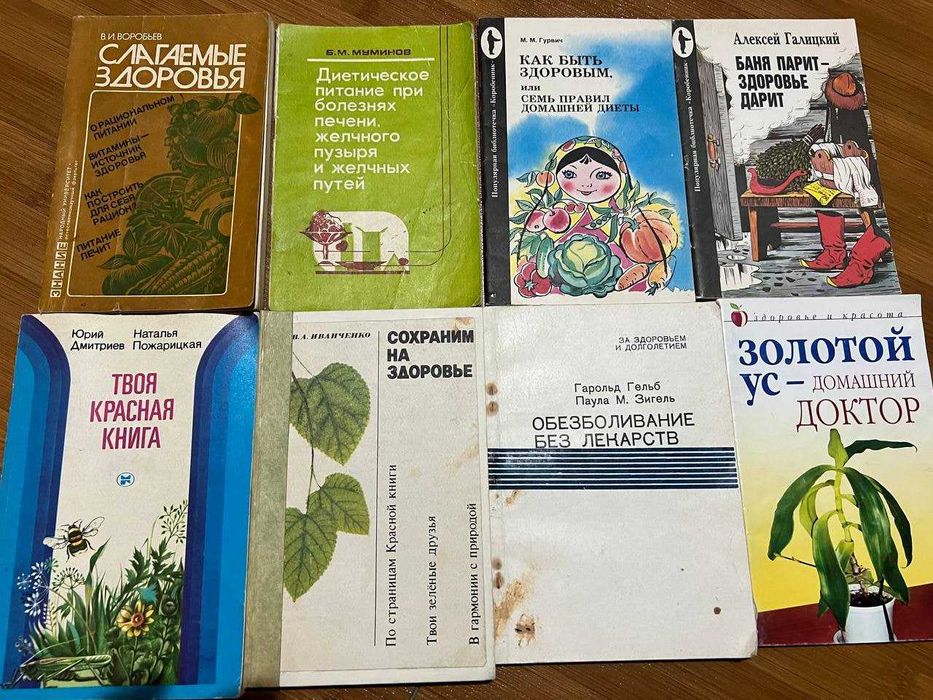 В.И. ВОРОБЬЕВ
СЛАГАЕМЫЕ
ЗДОРОВЬЯ
О РАЦИОНАЛЬНОМ
ПИТАНИИ
ВИТАМИНЫ—
ИСТОЧНИК
ЗДОРОВЬЯ
КАК
ПОСТРОИТЬ
ДЛЯ СЕБЯ
РАЦИОН
ПИТАНИЕ
ЛЕЧИТ
ЗНАНИЕ
НАРОДНЫЙ УНИВЕРСИТЕТ
Б.М. МУМИНОВ
Диетическое
питание при
болезнях
печени,
желчного
пузыря
и желчных
путей
М. М. Гурвич
КАК БЫТЬ
ЗДОРОВЫМ,
или
СЕМЬ ПРАВИЛ
ДОМАШНЕЙ ДИЕТЫ
Популярная библиотечка «Коробейник»
Алексей Галицкий
БАНЯ ПАРИТ—
ЗДОРОВЬЕ
ДАРИТ
Популярная библиотечка «Коробейник»
Юрий Наталья
Дмитриев Пожарицкая
ТВОЯ
КРАСНАЯ
КНИГА
В.А. ИВАНЧЕНКО
СОХРАНИМ
НА
ЗДОРОВЬЕ
По страницам Красной книги
Твои зелёные друзья
В гармонии с природой
ЗА ЗДОРОВЬЕМ
И ДОЛГОЛЕТИЕМ
Гарольд Гельб
Паула М. Зигель
ОБЕЗБОЛИВАНИЕ
БЕЗ ЛЕКАРСТВ
здоровье и красота
ЗОЛОТОЙ
УС – ДОМАШНИЙ
ДОКТОР